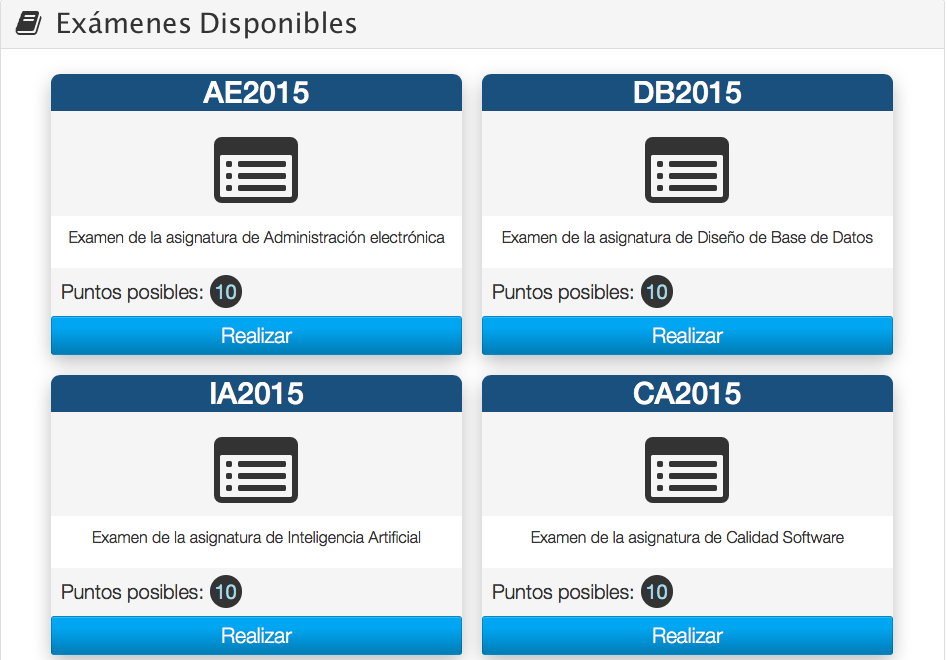 Exámenes Disponibles
AE2015
Examen de la asignatura de Administración electrónica
Puntos posibles: 10
Realizar
DB2015
Examen de la asignatura de Diseño de Base de Datos
Puntos posibles: 10
Realizar
IA2015
Examen de la asignatura de Inteligencia Artificial
Puntos posibles: 10
Realizar
CA2015
Examen de la asignatura de Calidad Software
Puntos posibles: 10
Realizar